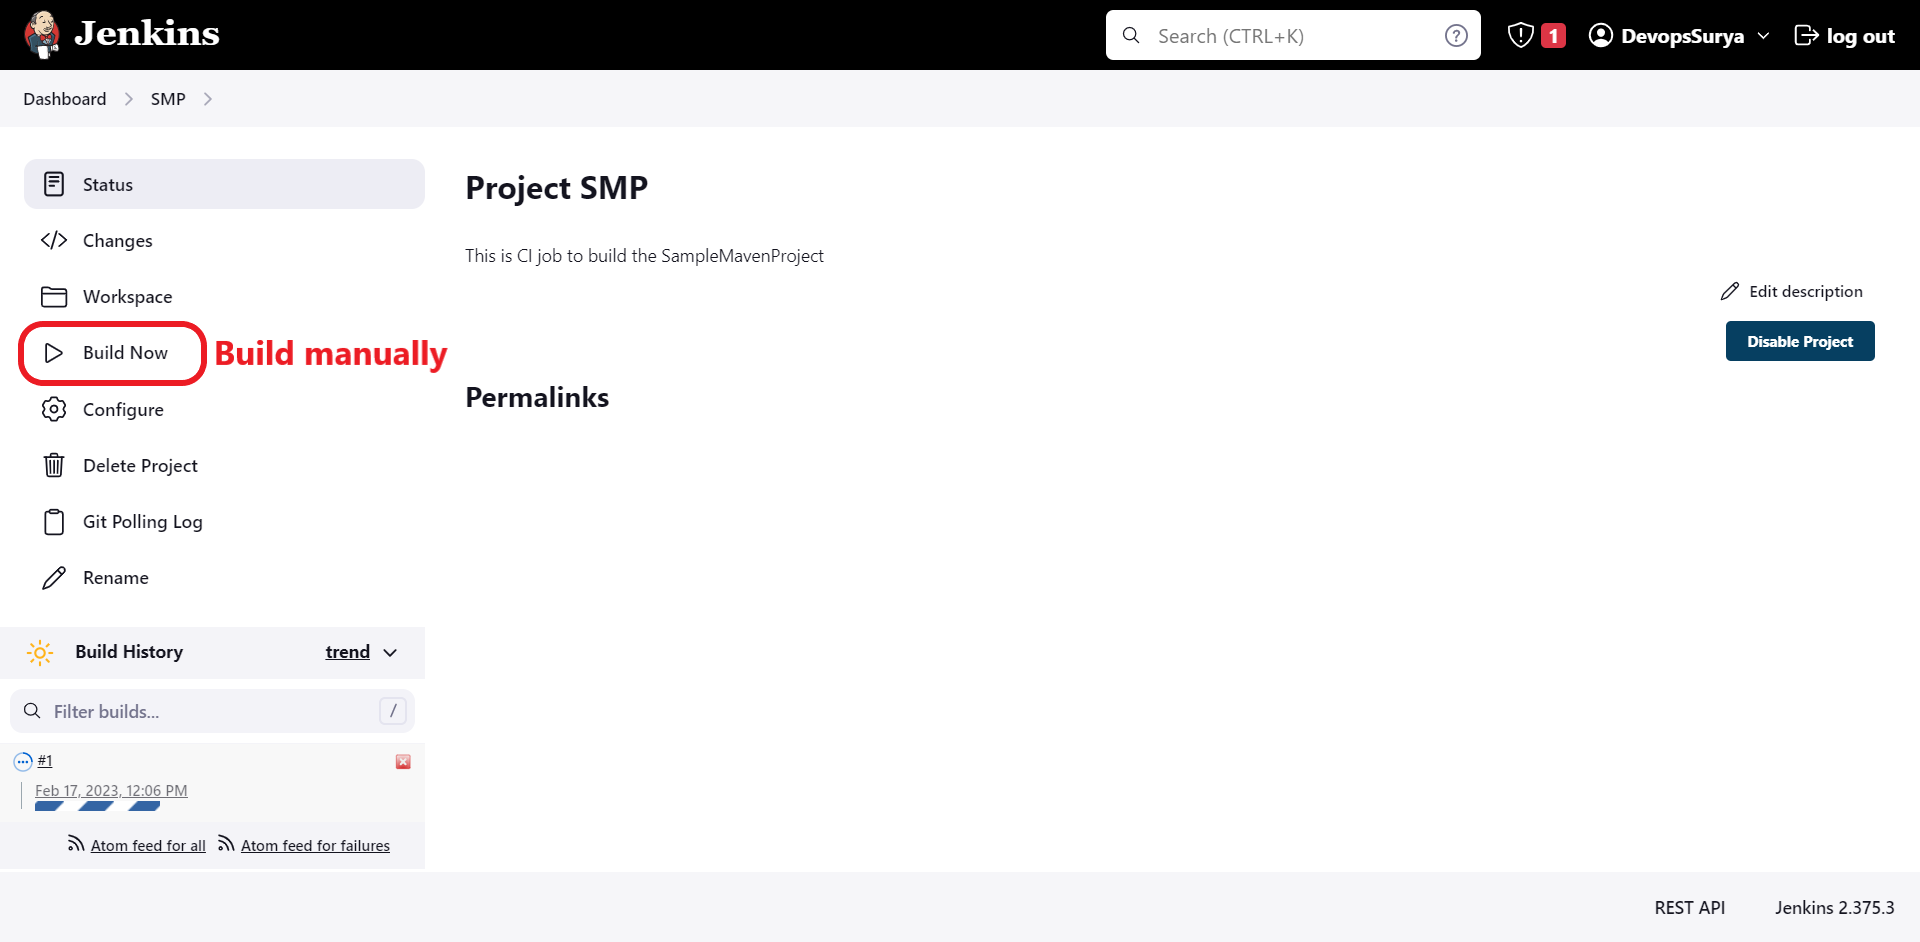 Jenkins
Search (CTRL+K)
1
DevopsSurya
log out
Dashboard
SMP
Status
Changes
Workspace
Build Now
Build manually
Configure
Delete Project
Git Polling Log
Rename
Build History
trend
Filter builds...
/
#1
Feb 17, 2023, 12:06 PM
Atom feed for all
Atom feed for failures
Project SMP
This is CI job to build the SampleMavenProject
Edit description
Disable Project
Permalinks
REST API
Jenkins 2.375.3